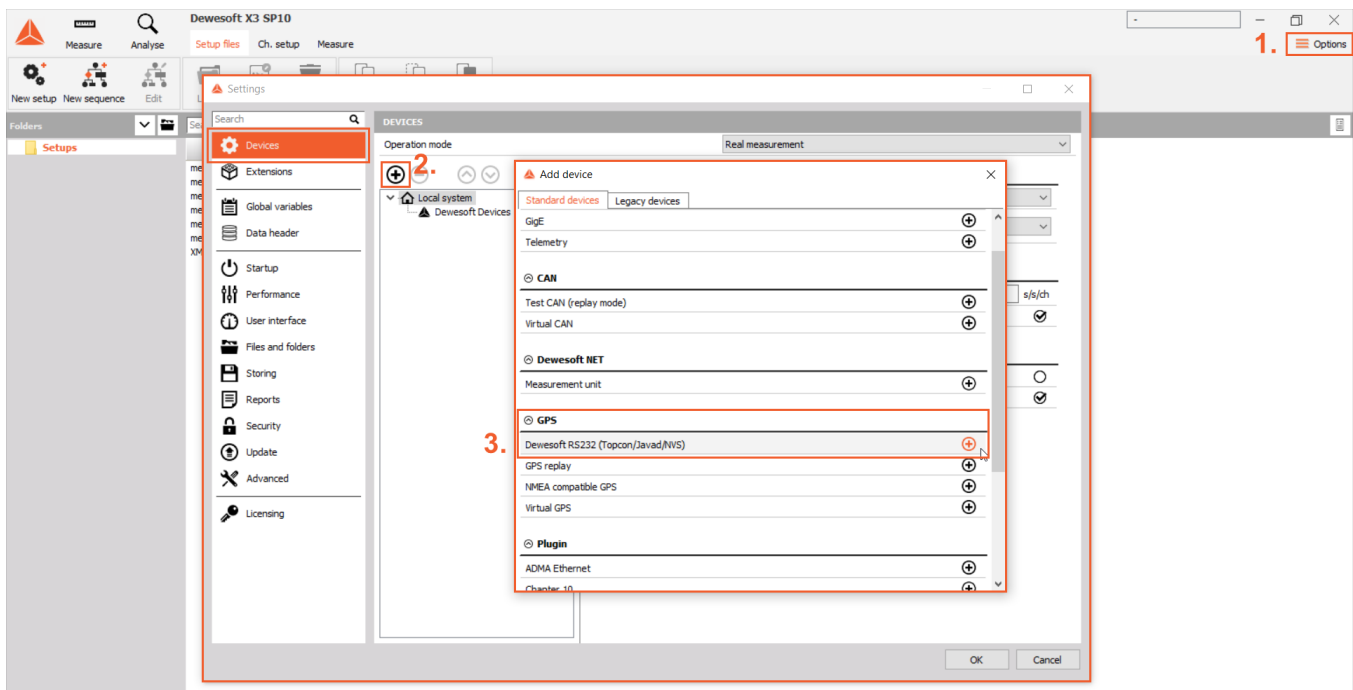 Dewesoft X3 SP10
-
Measure
Analyse
Setup files Ch. setup Measure
1.
Options
New setup New sequence Edit
Settings
Folders
Setups
Search
Devices
Extensions
Global variables
Data header
Startup
Performance
User interface
Files and folders
Storing
Reports
Security
Update
Advanced
Licensing
DEVICES
Operation mode Real measurement
2.
Local system
Dewesoft Devices
s/s/ch
Add device
Standard devices Legacy devices
GigE
Telemetry
CAN
Test CAN (replay mode)
Virtual CAN
Dewesoft NET
Measurement unit
GPS
3.
Dewesoft RS232 (Topcon/Javad/NVS)
GPS replay
NMEA compatible GPS
Virtual GPS
Plugin
ADMA Ethernet
Chapter 10
OK Cancel